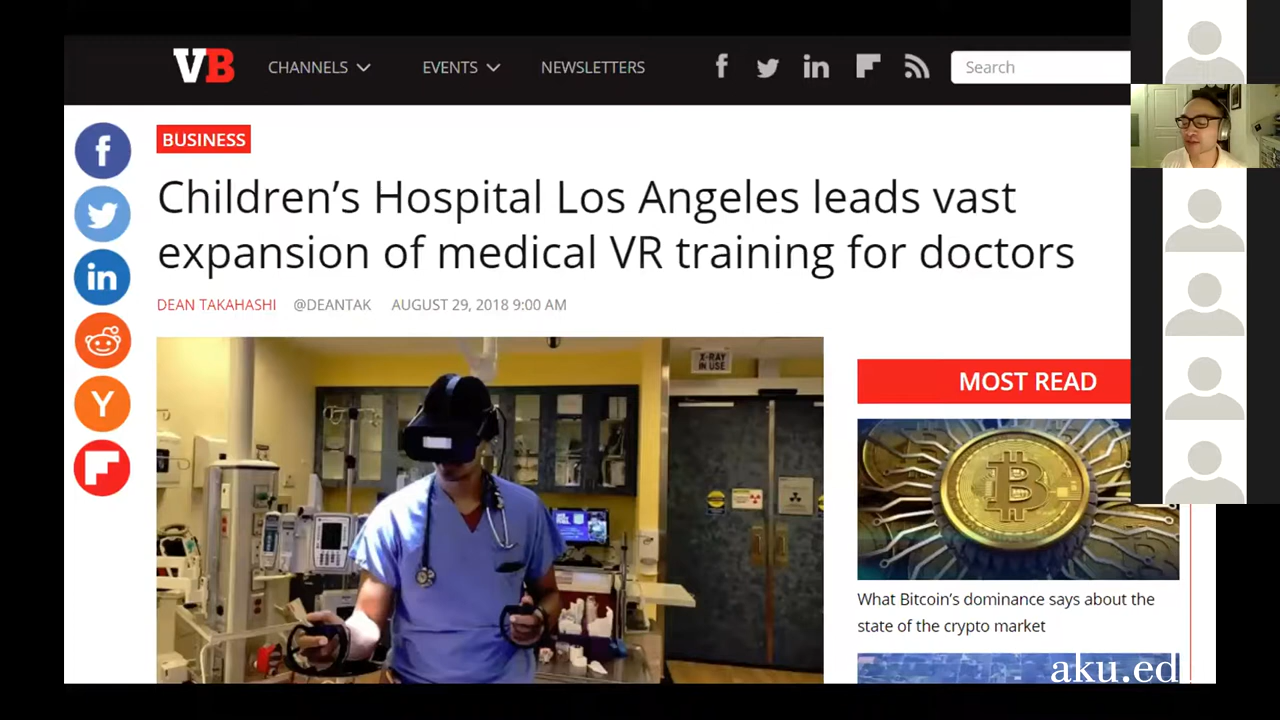 VB CHANNELS EVENTS NEWSLETTERS Search
BUSINESS
Children's Hospital Los Angeles leads vast
expansion of medical VR training for doctors
DEAN TAKAHASHI @DEANTAK AUGUST 29, 2018 9:00 AM
X-RAY
IN USE
MOST READ
What Bitcoin's dominance says about the
state of the crypto market
aku.ed